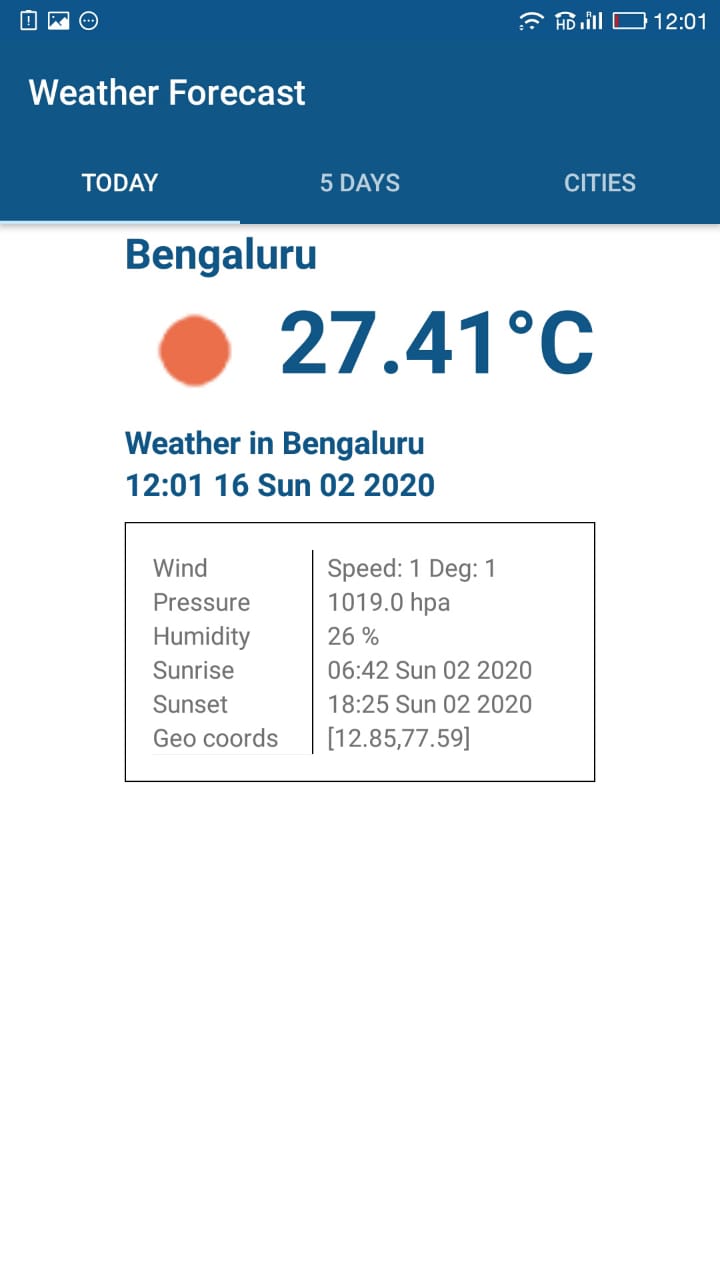 HD R 12:01
Weather Forecast
TODAY 5 DAYS CITIES
Bengaluru
27.41°C
Weather in Bengaluru
12:01 16 Sun 02 2020
Wind Speed: 1 Deg: 1
Pressure 1019.0 hpa
Humidity 26 %
Sunrise 06:42 Sun 02 2020
Sunset 18:25 Sun 02 2020
Geo coords [12.85,77.59]